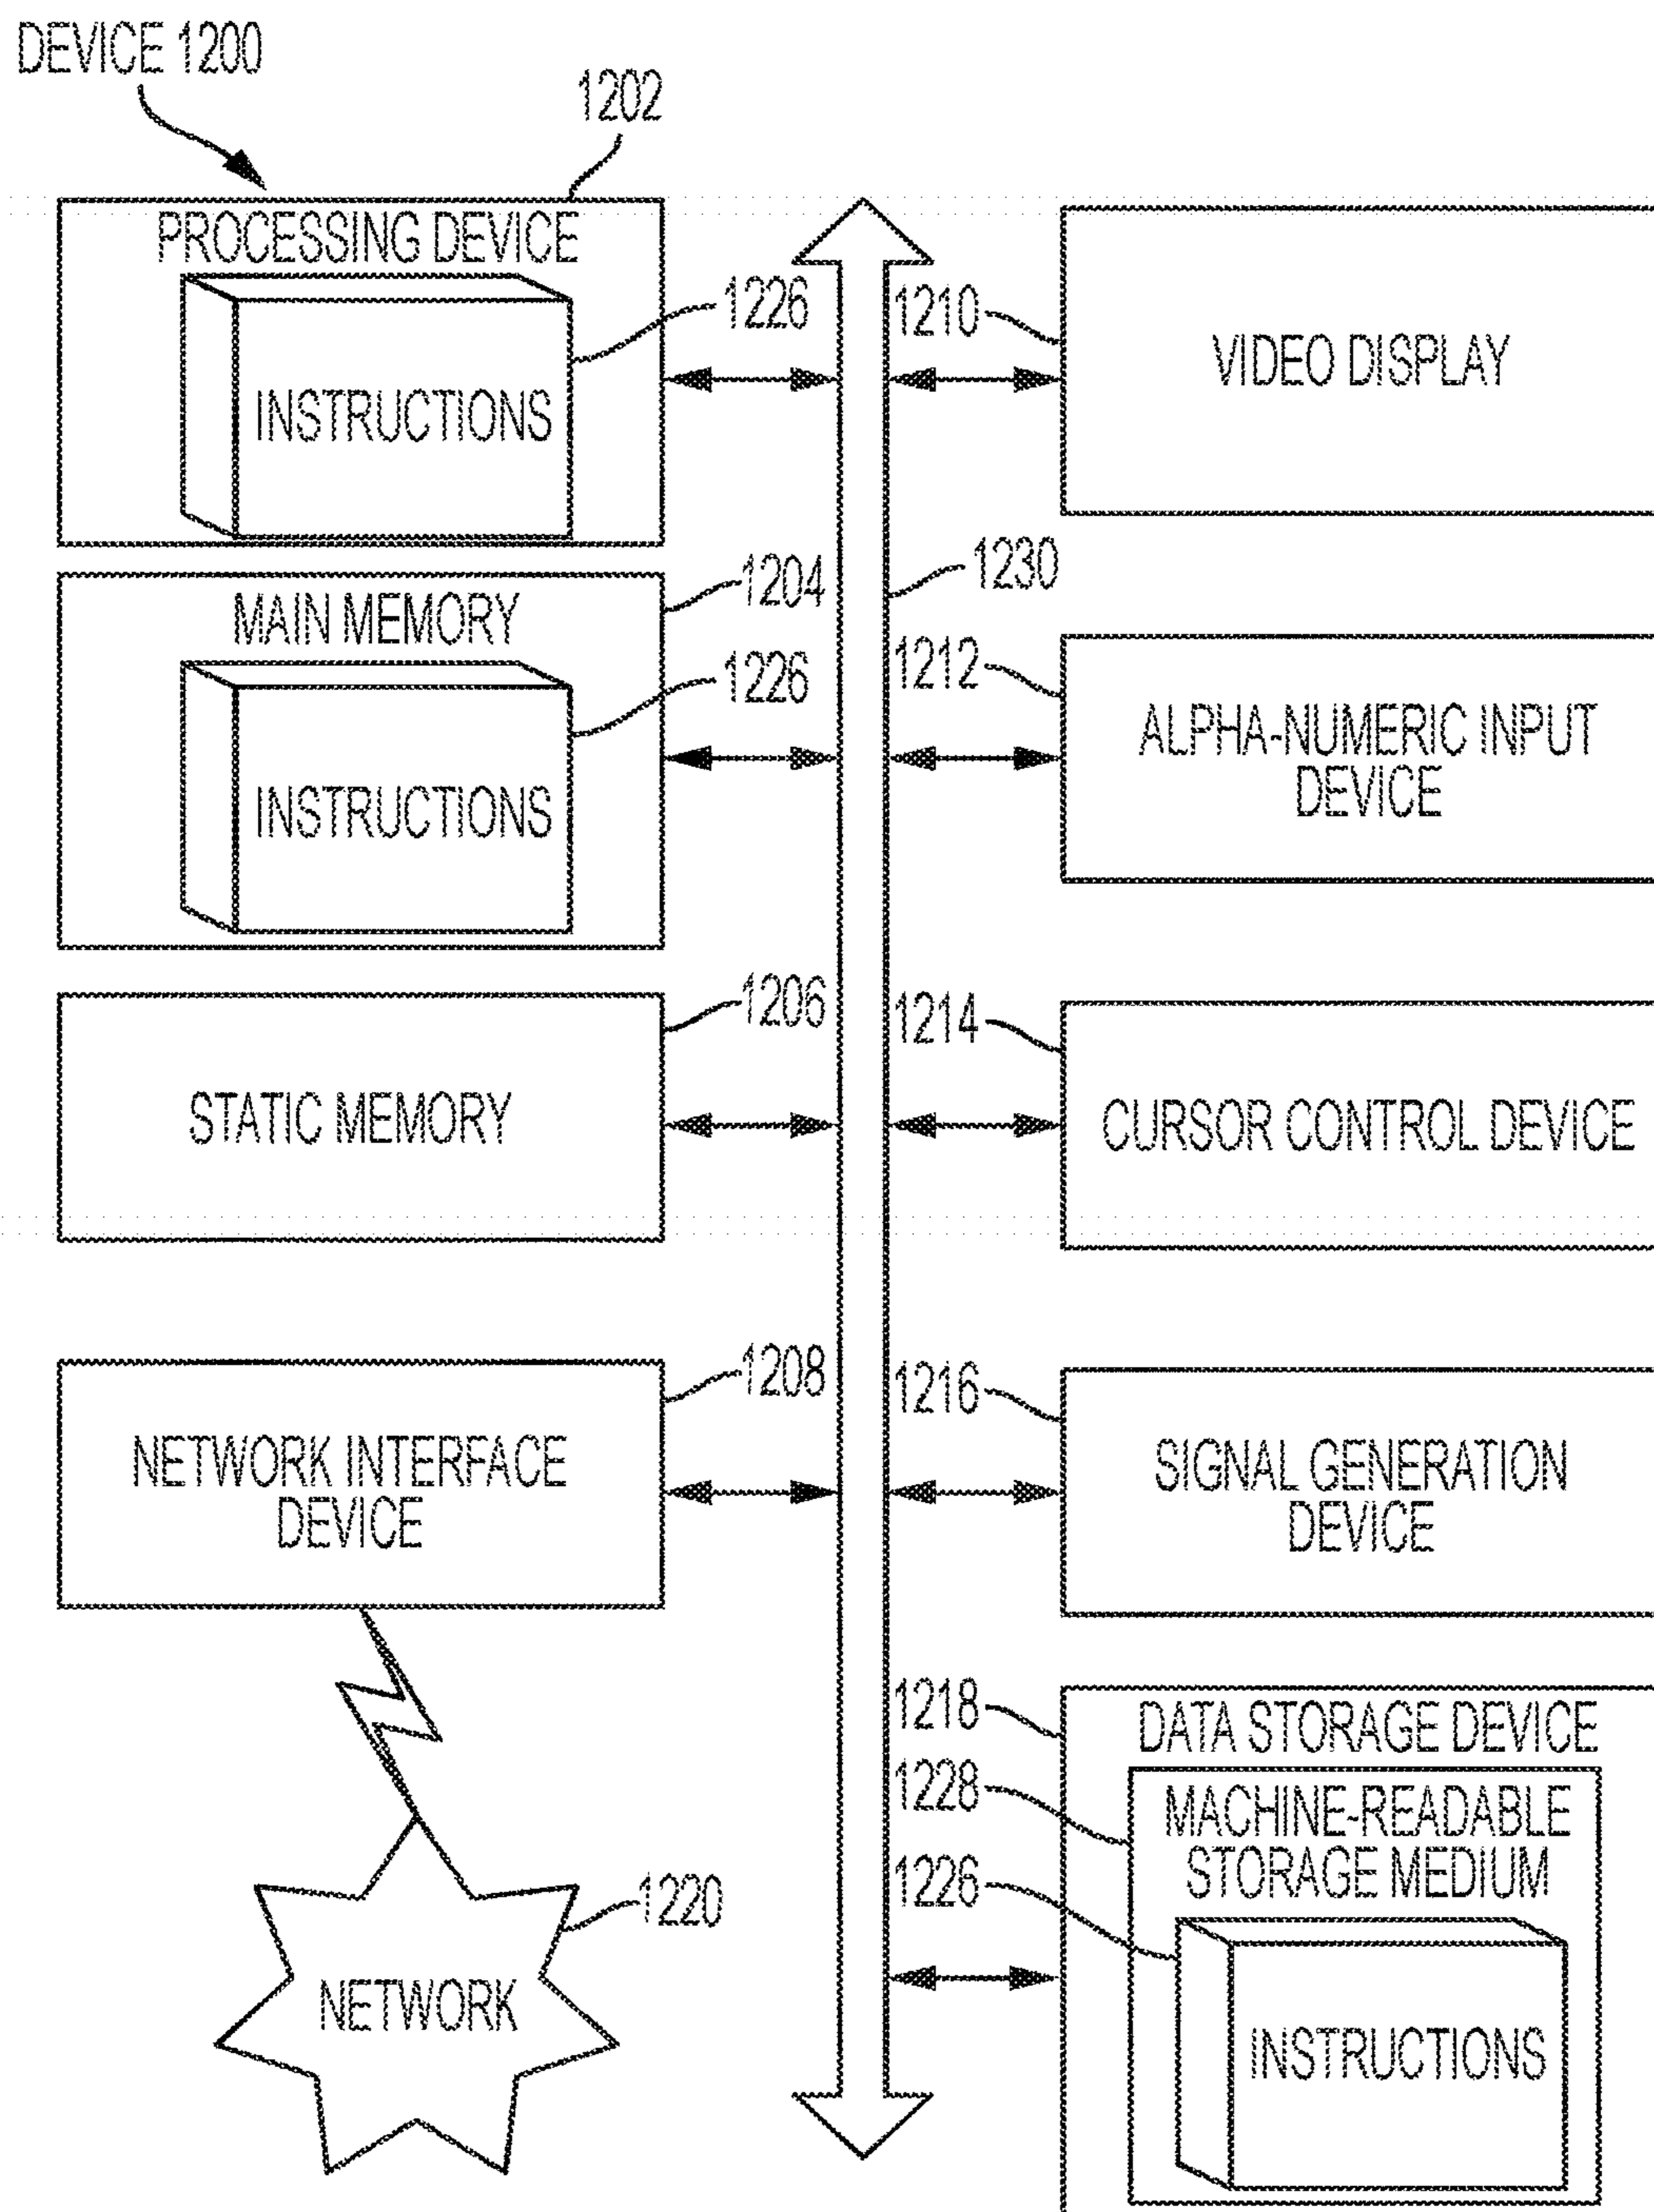 DEVICE 1200
1202
PROCESSING DEVICE
1226
INSTRUCTIONS
1204
MAIN MEMORY
1226
INSTRUCTIONS
1206
STATIC MEMORY
1208
NETWORK INTERFACE
DEVICE
1220
NETWORK
1210
VIDEO DISPLAY
1230
1212
ALPHA-NUMERIC INPUT
DEVICE
1214
CURSOR CONTROL DEVICE
1216
SIGNAL GENERATION
DEVICE
1218
DATA STORAGE DEVICE
1228
MACHINE-READABLE
STORAGE MEDIUM
1226
INSTRUCTIONS